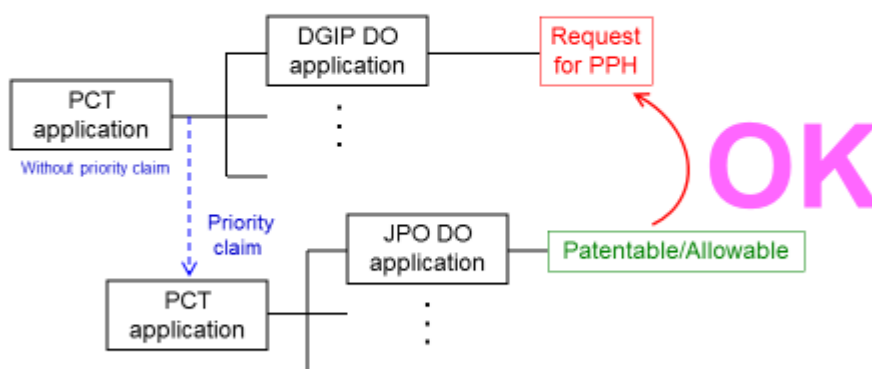 DGIP DO
application
Request
for PPH
PCT
application
Without priority claim
OK
Priority
claim
JPO DO
application
Patentable/Allowable
PCT
application